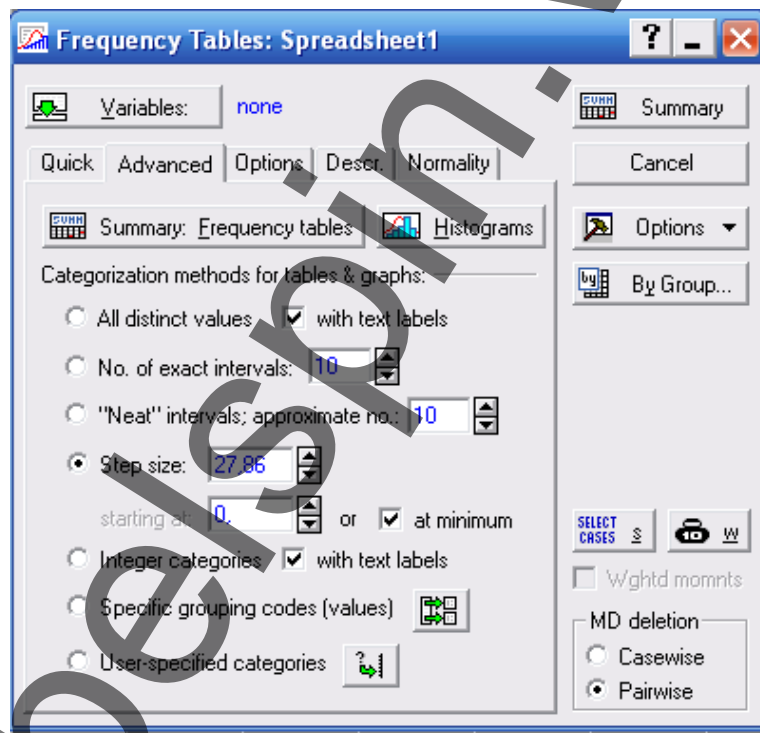 Frequency Tables: Spreadsheet1
Variables: none
Summary
Quick Advanced Options Descr. Normality
Cancel
SUMM Summary: Frequency tables Histograms
Options
Categorization methods for tables & graphs:
by By Group...
All distinct values with text labels
No. of exact intervals: 10
"Neat" intervals; approximate no.: 10
Step size: 27,86
starting at: 0, or at minimum
SELECT CASES S W
Integer categories with text labels
Wghtd momnts
Specific grouping codes (values)
MD deletion
User-specified categories
Casewise
Pairwise